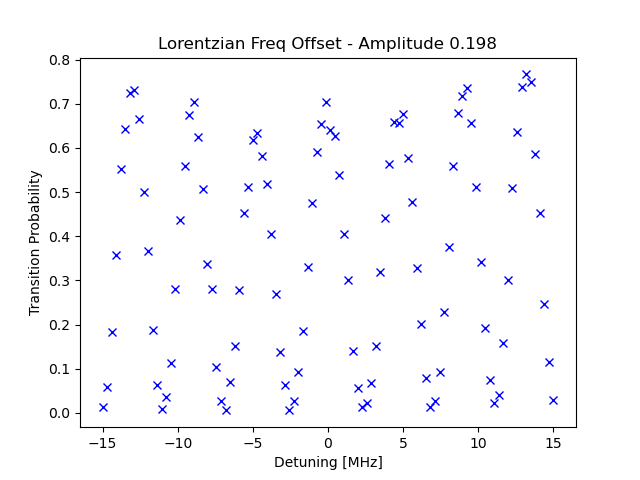 Lorentzian Freq Offset - Amplitude 0.198
0.8
0.7
0.6
0.5
0.4
0.3
0.2
0.1
0.0
Transition Probability
−15 −10 −5 0 5 10 15
Detuning [MHz]